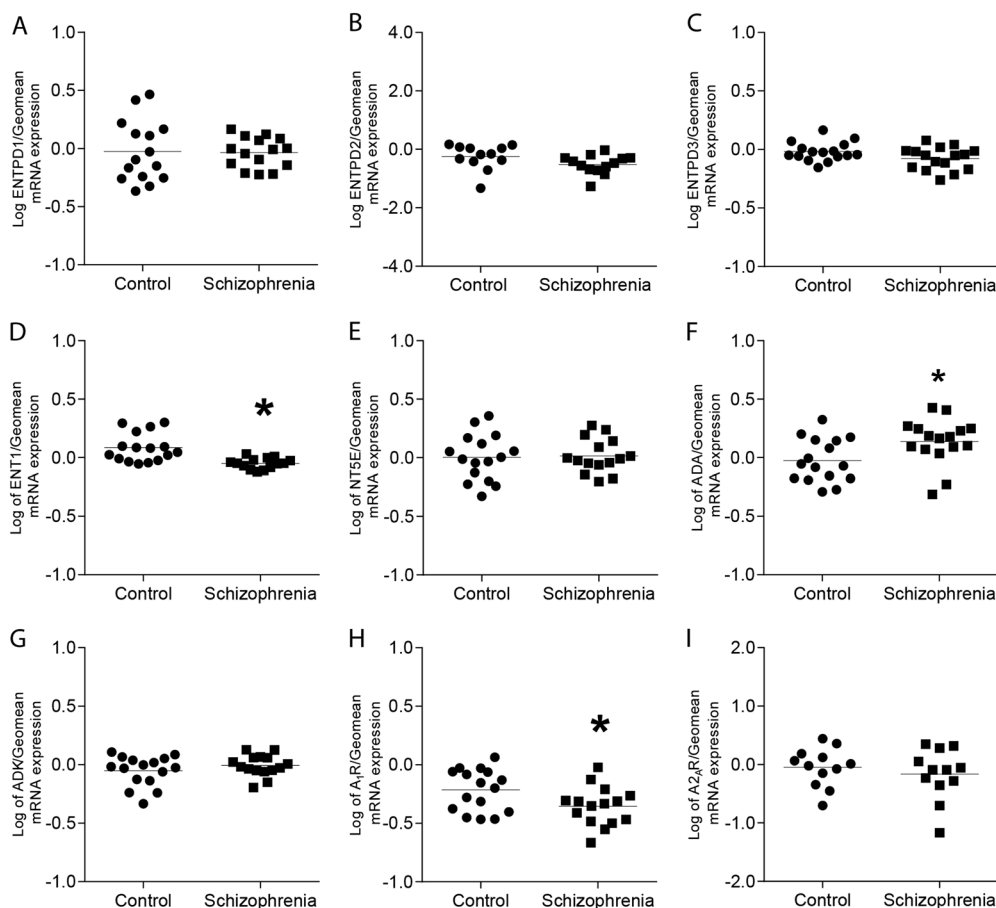 A
Log ENTPD1/Geomean
mRNA expression
1.0
0.5
0.0
-0.5
-1.0
Control Schizophrenia
B
Log ENTPD2/Geomean
mRNA expression
4.0
2.0
-0.0
-2.0
-4.0
Control Schizophrenia
C
Log ENTPD3/Geomean
mRNA expression
1.0
0.5
0.0
-0.5
-1.0
Control Schizophrenia
D
Log of ENT1/Geomean
mRNA expression
1.0
0.5
0.0
-0.5
-1.0
*
Control Schizophrenia
E
Log of NT5E/Geomean
mRNA expression
1.0
0.5
0.0
-0.5
-1.0
Control Schizophrenia
F
Log of ADA/Geomean
mRNA expression
1.0
0.5
0.0
-0.5
-1.0
*
Control Schizophrenia
G
Log of ADK/Geomean
mRNA expression
1.0
0.5
-0.0
-0.5
-1.0
Control Schizophrenia
H
Log of A₁R/Geomean
mRNA expression
1.0
0.5
-0.0
-0.5
-1.0
*
Control Schizophrenia
I
Log of A2ₐR/Geomean
mRNA expression
2.0
1.0
-0.0
-1.0
-2.0
Control Schizophrenia